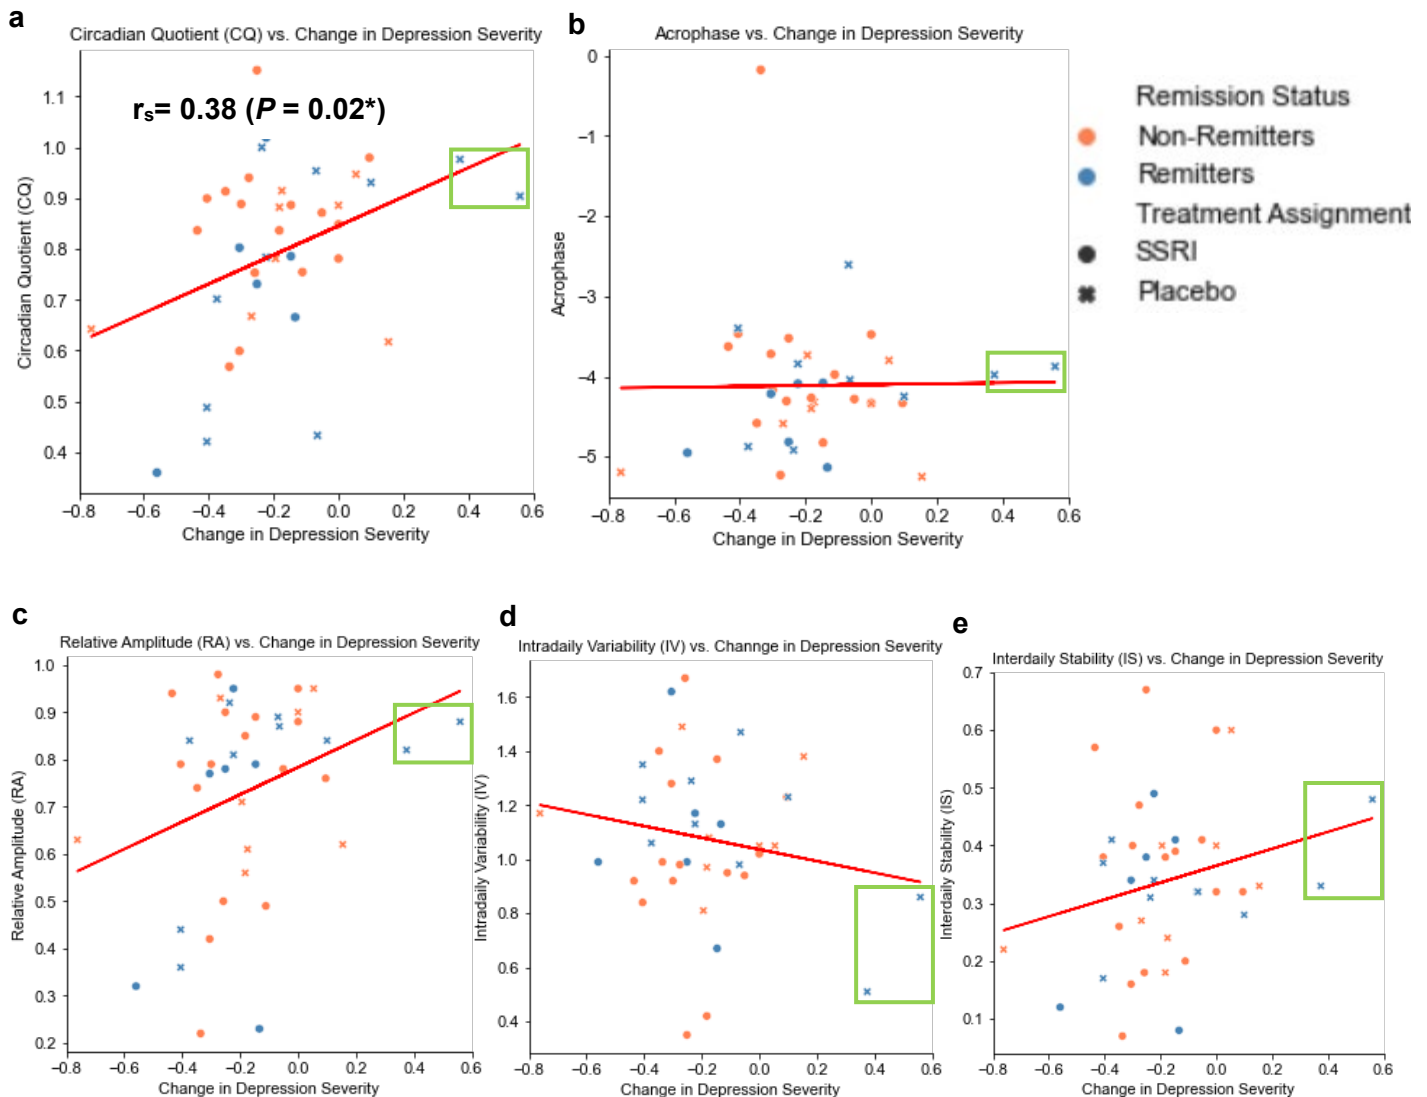 a
Circadian Quotient (CQ) vs. Change in Depression Severity
rₛ= 0.38 (P = 0.02*)
Circadian Quotient (CQ)
1.1
1.0
0.9
0.8
0.7
0.6
0.5
0.4
−0.8 −0.6 −0.4 −0.2 0.0 0.2 0.4 0.6
Change in Depression Severity
b
Acrophase vs. Change in Depression Severity
Acrophase
0
−1
−2
−3
−4
−5
−0.8 −0.6 −0.4 −0.2 0.0 0.2 0.4 0.6
Change in Depression Severity
Remission Status
Non-Remitters
Remitters
Treatment Assignment
SSRI
Placebo
c
Relative Amplitude (RA) vs. Change in Depression Severity
Relative Amplitude (RA)
1.0
0.9
0.8
0.7
0.6
0.5
0.4
0.3
0.2
−0.8 −0.6 −0.4 −0.2 0.0 0.2 0.4 0.6
Change in Depression Severity
d
Intradaily Variability (IV) vs. Channge in Depression Severity
Intradaily Variability (IV)
1.6
1.4
1.2
1.0
0.8
0.6
0.4
−0.8 −0.6 −0.4 −0.2 0.0 0.2 0.4 0.6
Change in Depression Severity
e
Interdaily Stability (IS) vs. Change in Depression Severity
Interdaily Stability (IS)
0.7
0.6
0.5
0.4
0.3
0.2
0.1
−0.8 −0.6 −0.4 −0.2 0.0 0.2 0.4 0.6
Change in Depression Severity